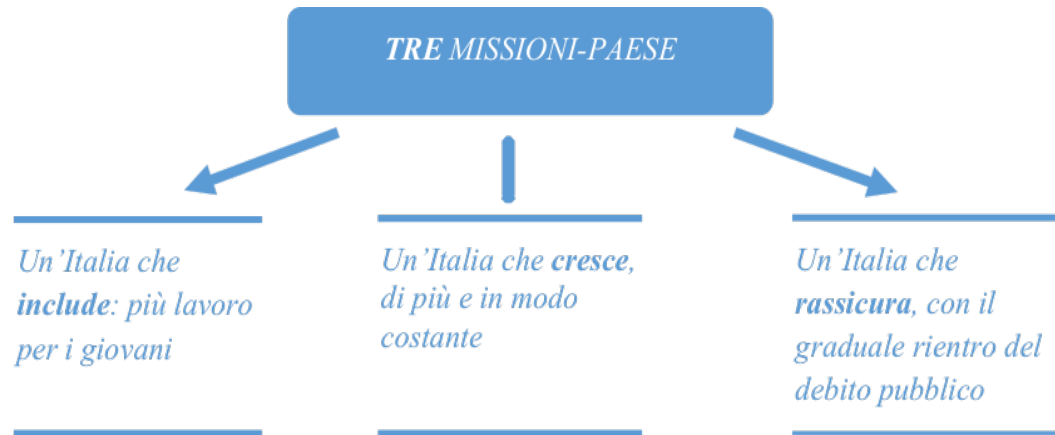 TRE MISSIONI-PAESE
Un’Italia che
include: più lavoro
per i giovani
Un’Italia che cresce,
di più e in modo
costante
Un’Italia che
rassicura, con il
graduale rientro del
debito pubblico